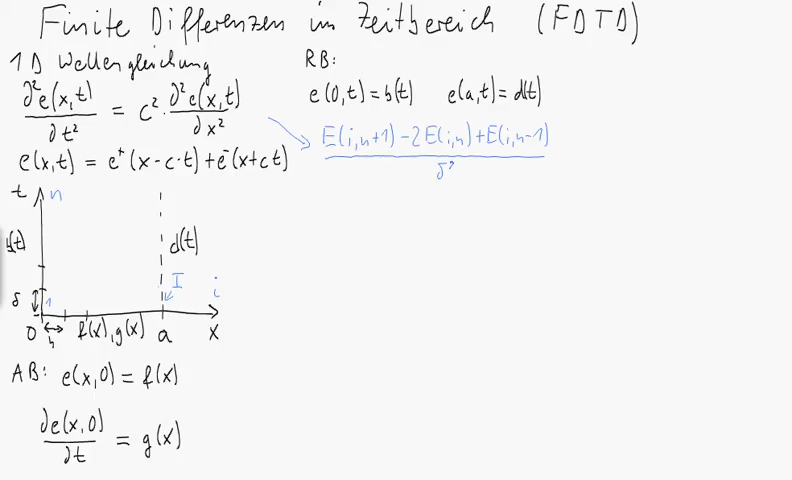 Finite Differenzen im Zeitbereich (FDTD)
1D Wellengleichung
∂²e(x,t)/∂t² = c² · ∂²e(x,t)/∂x²
e(x,t) = e⁺(x-c·t) + e⁻(x+ct)
RB:
e(0,t) = b(t) e(a,t) = d(t)
(E(i,n+1) - 2E(i,n) + E(i,n-1))/δ²
t n
b(t) d(t)
δ 1 I i
0 h f(x), g(x) a x
AB: e(x,0) = f(x)
∂e(x,0)/∂t = g(x)